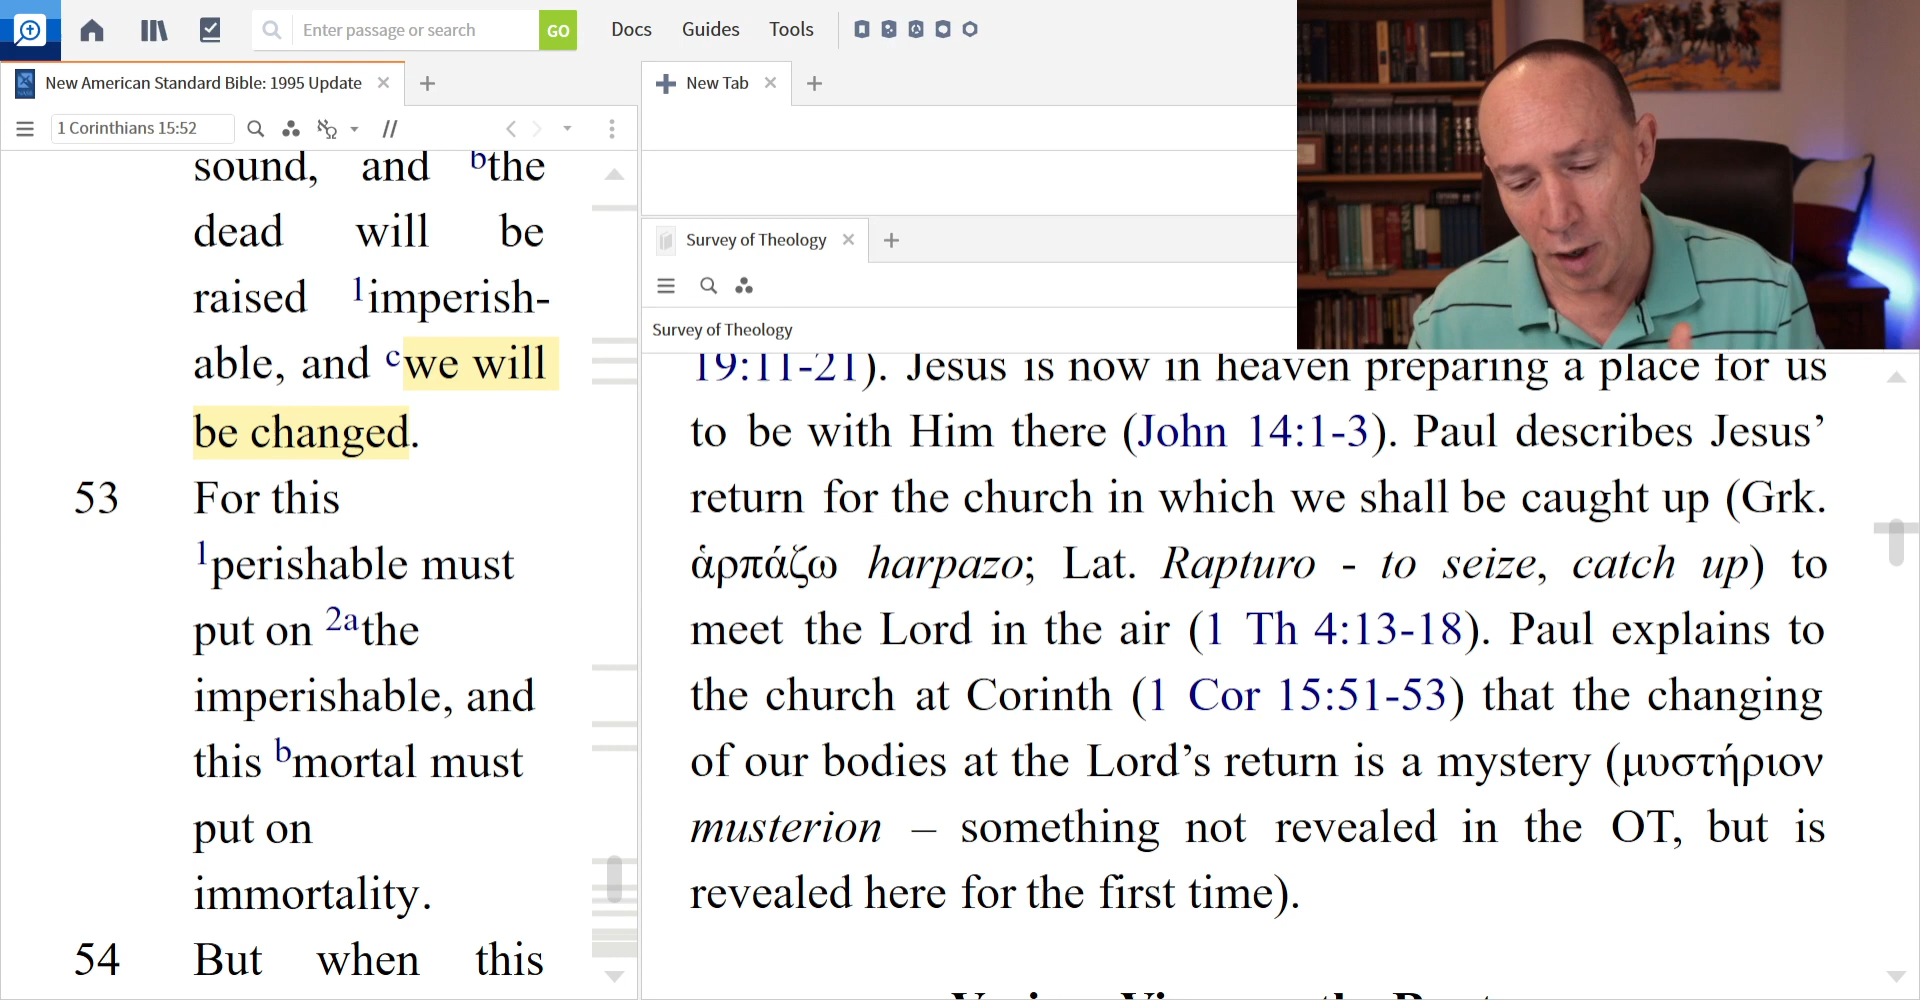 Enter passage or search
GO
Docs
Guides
Tools
New American Standard Bible: 1995 Update
1 Corinthians 15:52
sound, and bthe
dead will be
raised 1imperish-
able, and cwe will
be changed.
53 For this
1perishable must
put on 2athe
imperishable, and
this bmortal must
put on
immortality.
54 But when this
New Tab
Survey of Theology
Survey of Theology
19:11-21). Jesus is now in heaven preparing a place for us
to be with Him there (John 14:1-3). Paul describes Jesus’
return for the church in which we shall be caught up (Grk.
ἁρπάζω harpazo; Lat. Rapturo - to seize, catch up) to
meet the Lord in the air (1 Th 4:13-18). Paul explains to
the church at Corinth (1 Cor 15:51-53) that the changing
of our bodies at the Lord’s return is a mystery (μυστήριον
musterion – something not revealed in the OT, but is
revealed here for the first time).